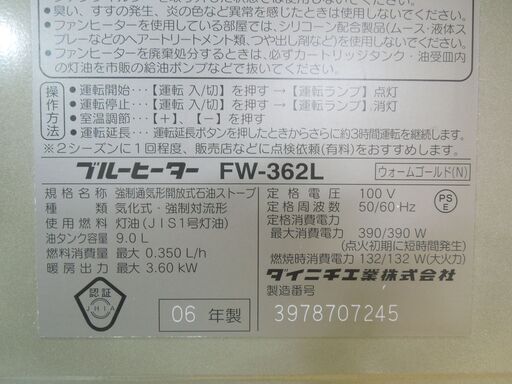 ●臭い、すすの発生、炎の色など異常を感じたときは使用しないでください。
●ファンヒーターを使用している部屋では、シリコーン配合製品(ムース・液体
スプレーなどのヘアートリートメント類、つや出し剤など)を使用しないでください。
●ファンヒーターを廃棄処分するときは、必ずカートリッジタンク・油受皿内
の灯油を市販の給油ポンプなどで抜いてください。
操作方法
●運転開始…【運転 入/切】を押す→【運転ランプ】点灯
●運転停止…【運転 入/切】を押す→【運転ランプ】消灯
●室温調節…【＋】、【－】を押す
●運転延長…運転延長ボタンを押したときからさらに約3時間運転を継続します。
※2シーズンに1回程度、販売店などに点検依頼(有料)をおすすめします。
ブルーヒーター FW-362L ウォームゴールド(N)
規格名称 強制通気形開放式石油ストーブ
種類 気化式・強制対流形
使用燃料 灯油(JIS1号灯油)
油タンク容量 9.0L
燃料消費量 最大 0.350 L/h
暖房出力 最大 3.60 kW
定格電圧 100 V
定格周波数 50/60 Hz
定格消費電力
最大消費電力 390/390 W
(点火初期に短時間発生)
燃焼時消費電力 132/132 W(大火力)
PS
E
認証
JHIA
06 年製
ダイニチ工業株式会社
製造番号
3978707245